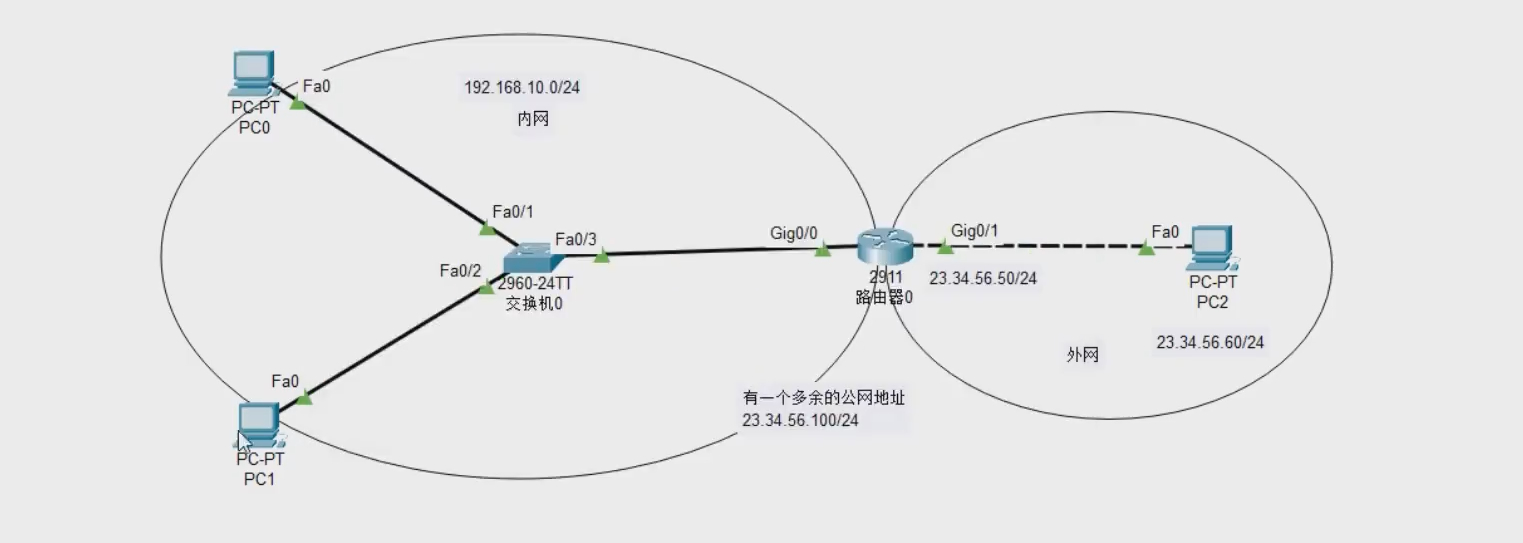 Fa0
PC-PT
PC0
192.168.10.0/24
内网
Fa0/1
Fa0/3
Fa0/2
2960-24TT
交换机0
Gig0/0
Gig0/1
2911
路由器0
23.34.56.50/24
Fa0
PC-PT
PC2
23.34.56.60/24
外网
Fa0
PC-PT
PC1
有一个多余的公网地址
23.34.56.100/24